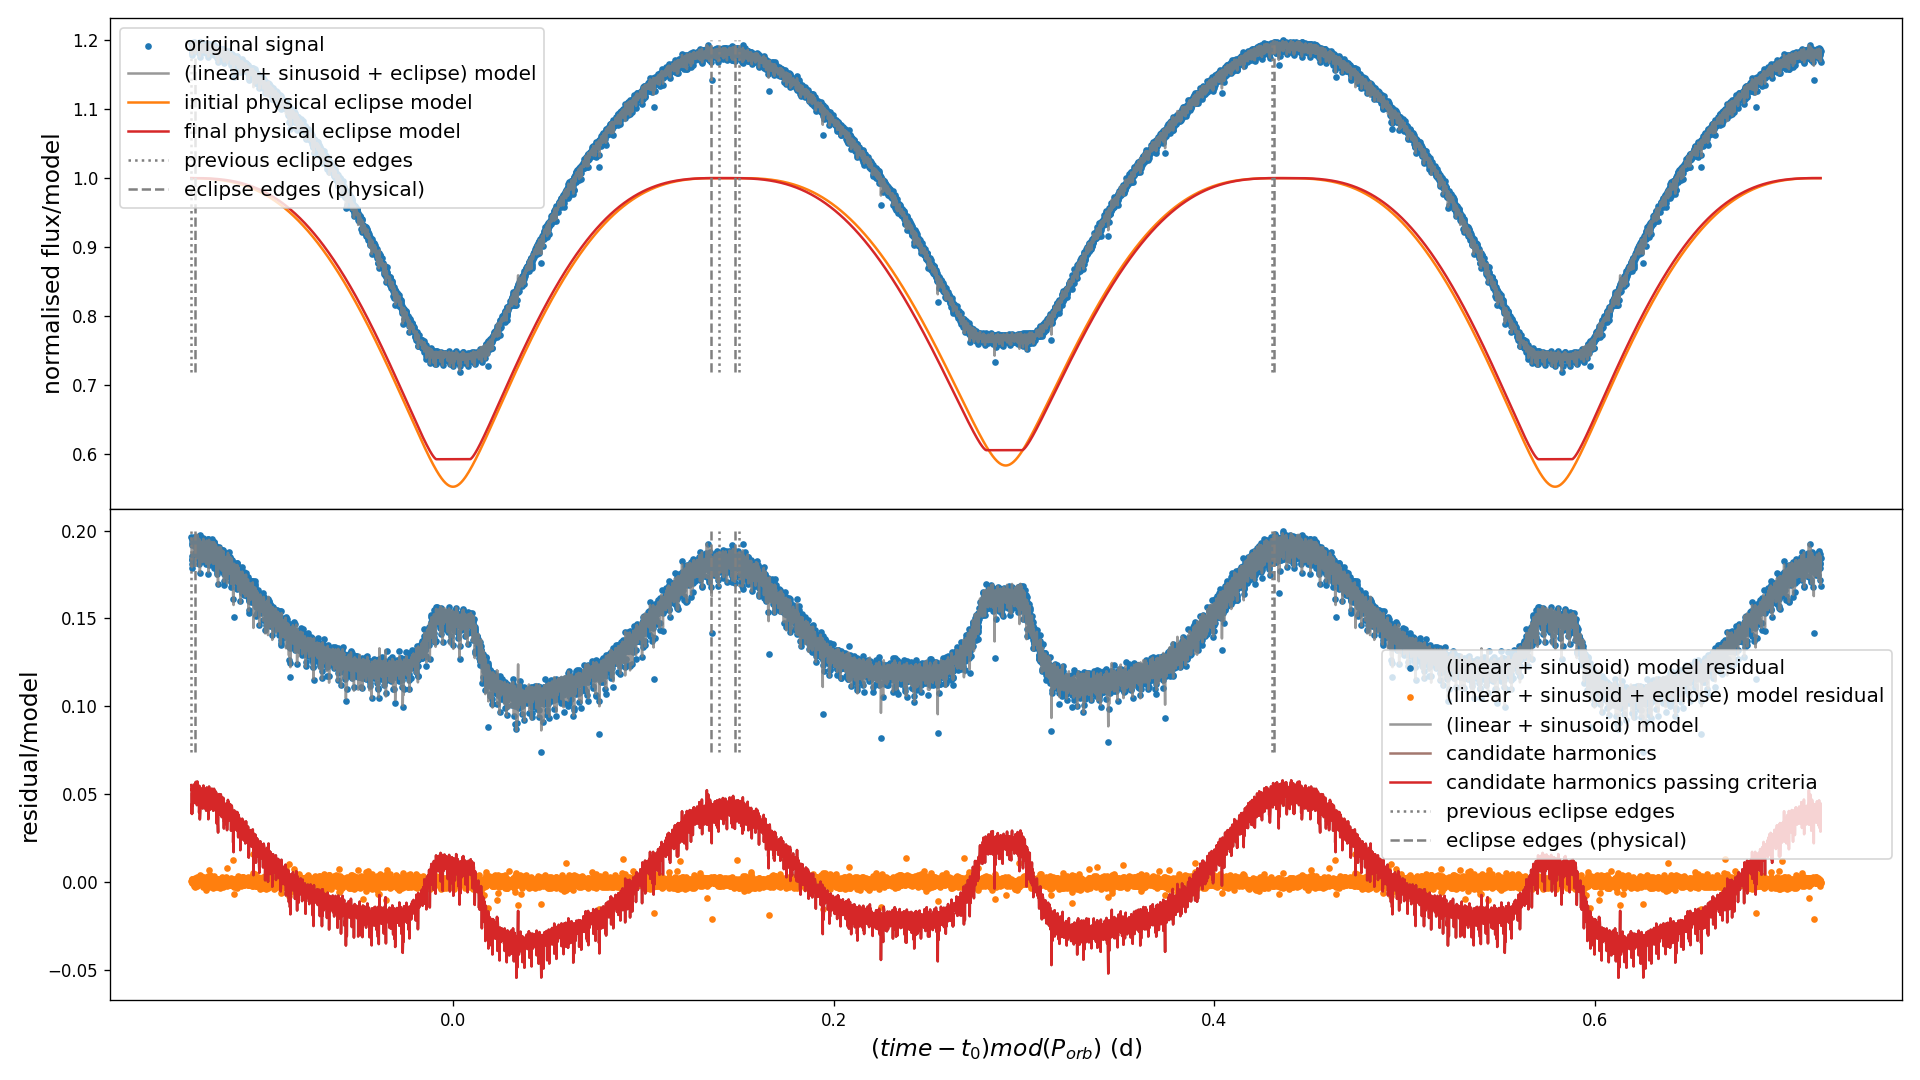 original signal
(linear + sinusoid + eclipse) model
initial physical eclipse model
final physical eclipse model
previous eclipse edges
eclipse edges (physical)
normalised flux/model
1.2
1.1
1.0
0.9
0.8
0.7
0.6
(linear + sinusoid) model residual
(linear + sinusoid + eclipse) model residual
(linear + sinusoid) model
candidate harmonics
candidate harmonics passing criteria
previous eclipse edges
eclipse edges (physical)
residual/model
0.20
0.15
0.10
0.05
0.00
−0.05
0.0
0.2
0.4
0.6
(time − t₀)mod(P_orb) (d)